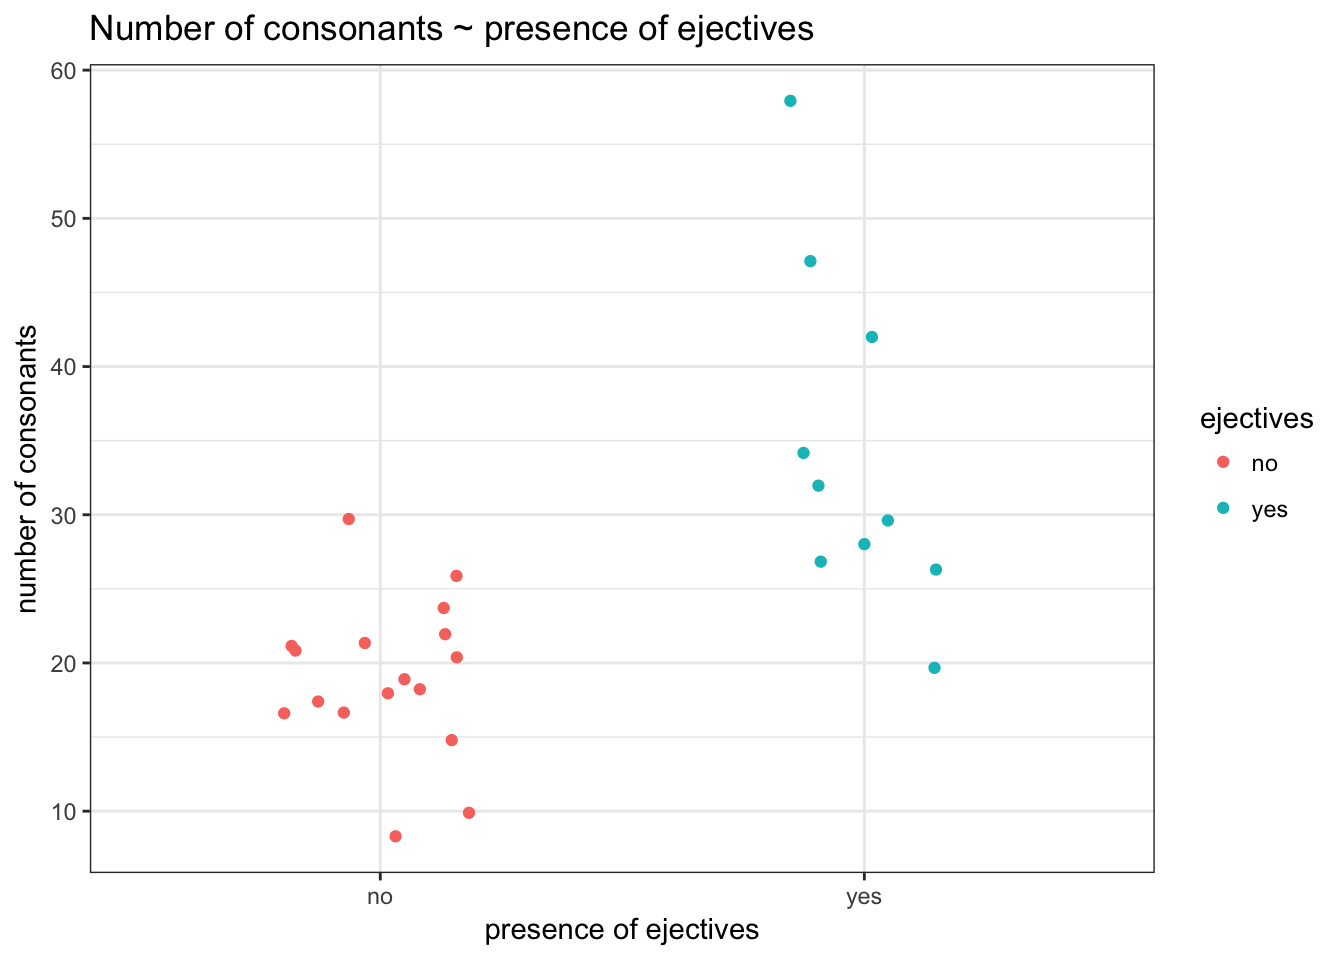 Number of consonants ~ presence of ejectives
60
50
40
30
20
10
number of consonants
no
yes
presence of ejectives
ejectives
no
yes